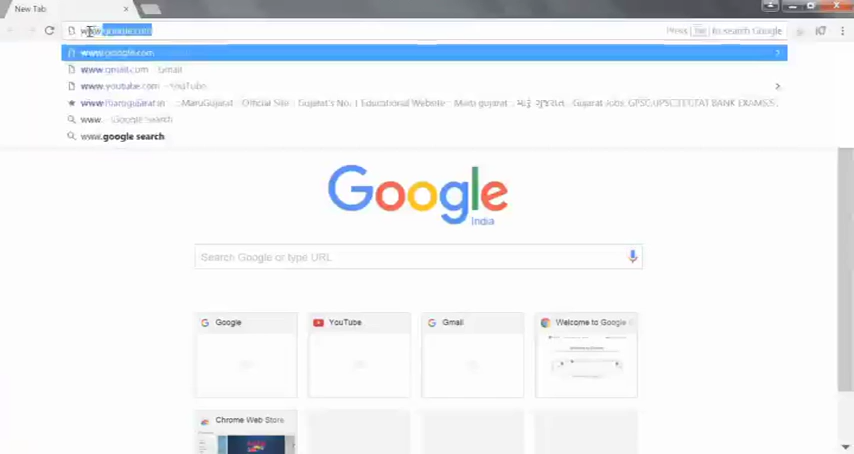 New Tab
www.google.com Press Tab to search Google
www.google.com
www.gmail.com - Gmail
www.youtube.com - YouTube
www.marugujarat.in - :MaruGujarat - Official Site : Gujarat's No. 1 Educational Website - Maru gujarat - Gujarat Jobs, GPSC,UPSC,TET,TAT BANK EXAMS,S
www. - Google Search
www.google search
Google
India
Search Google or type URL
Google YouTube Gmail Welcome to Google
Chrome Web Store